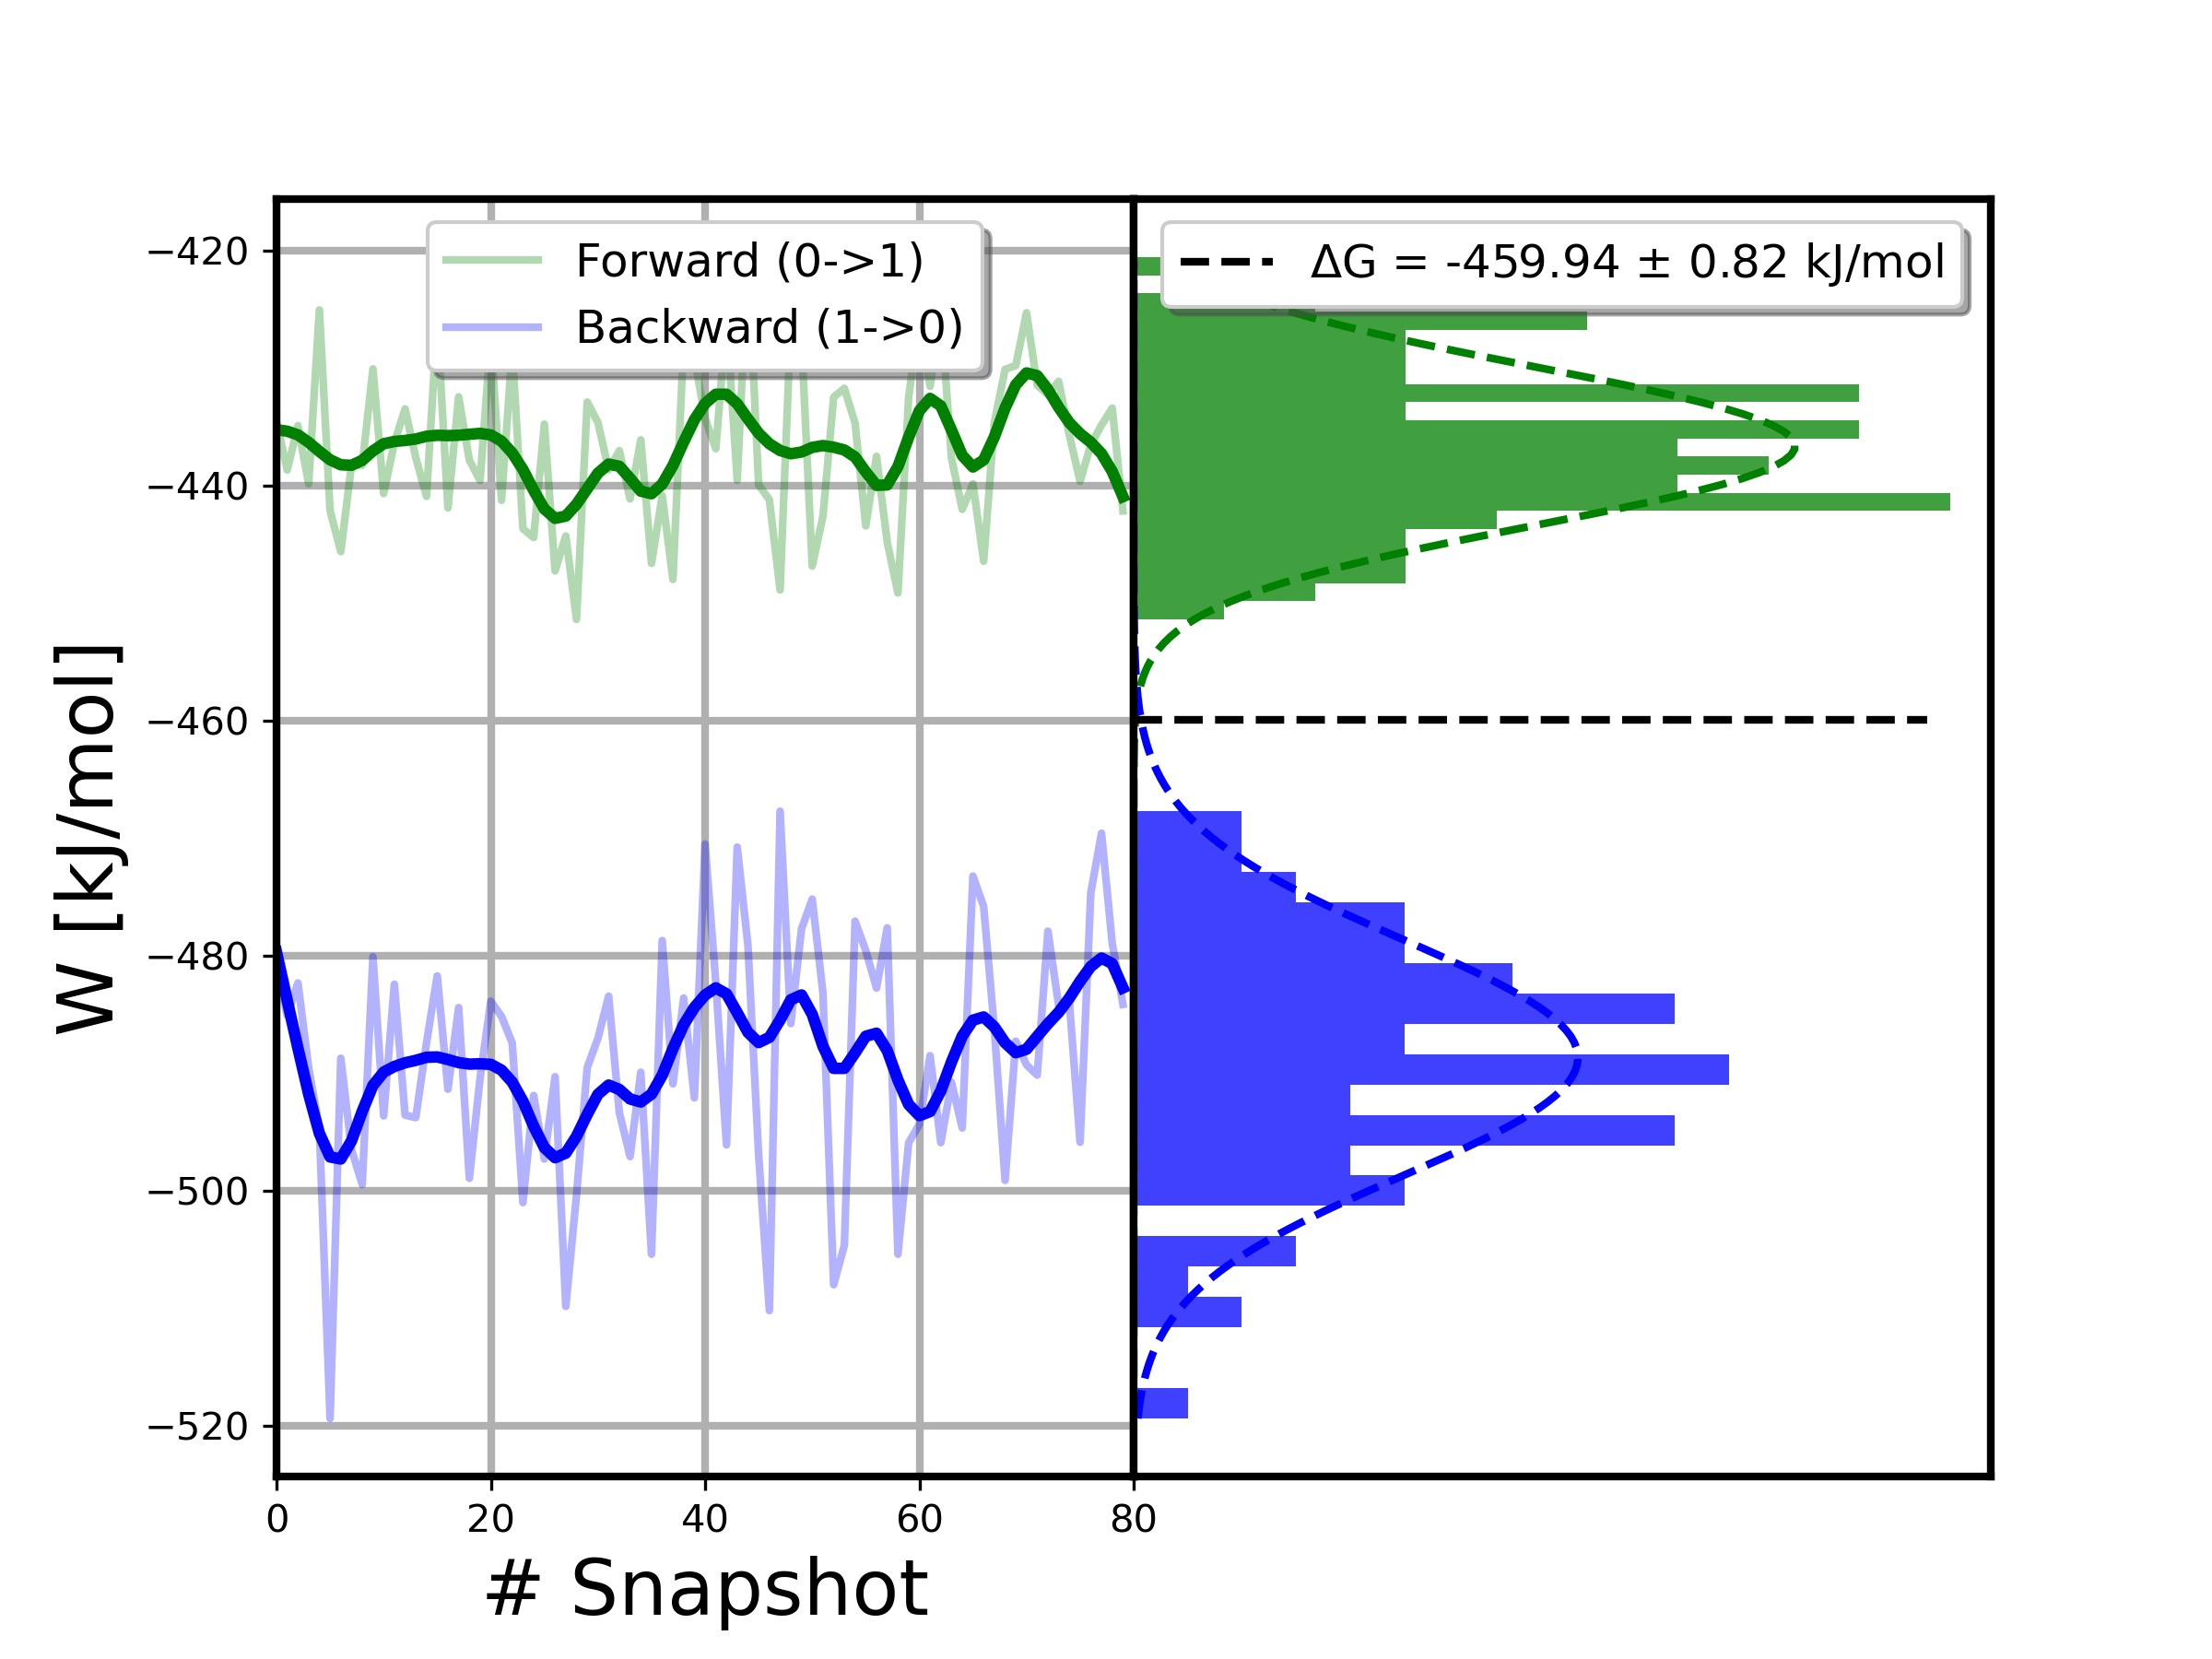 Forward (0->1)
Backward (1->0)
ΔG = -459.94 ± 0.82 kJ/mol
W [kJ/mol]
−420
−440
−460
−480
−500
−520
0 20 40 60 80
# Snapshot